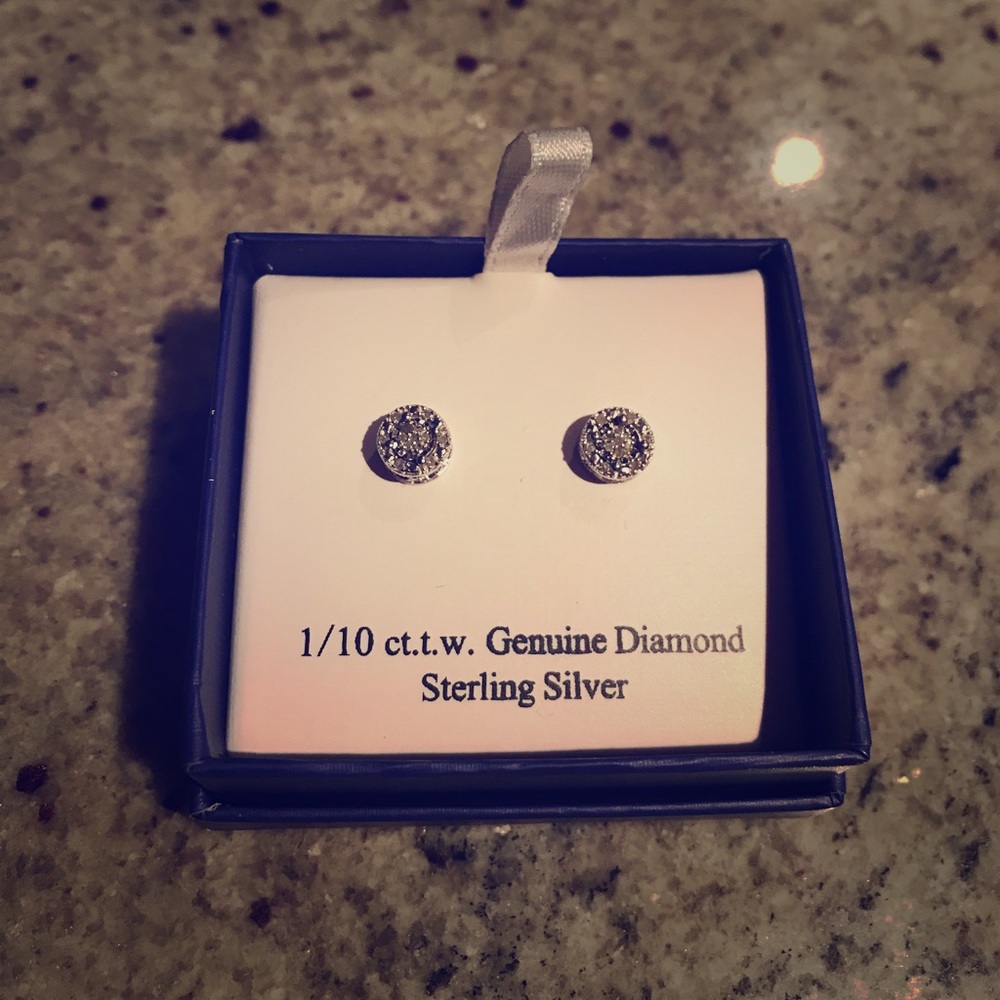 1/10 ct.t.w. Genuine Diamond
Sterling Silver